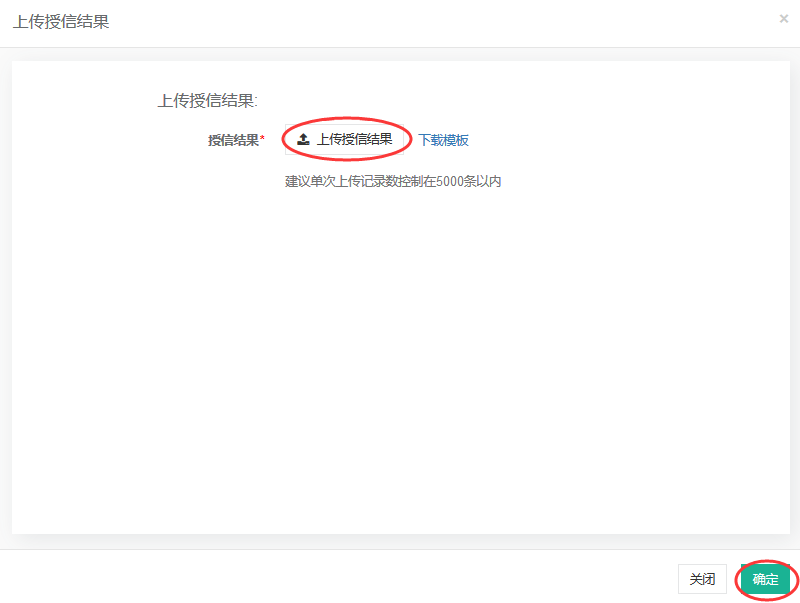 上传授信结果
×
上传授信结果:
授信结果* 上传授信结果 下载模板
建议单次上传记录数控制在5000条以内
关闭 确定